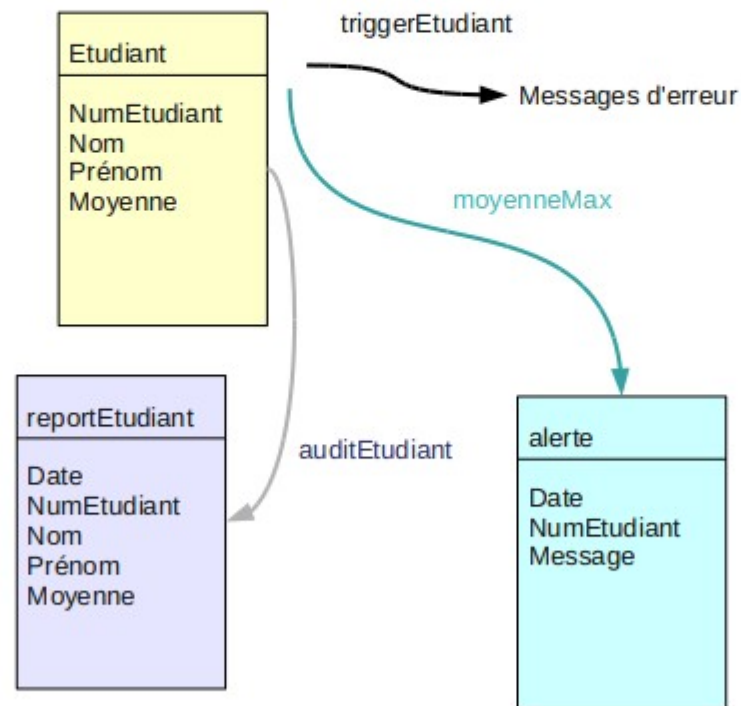 triggerEtudiant
Etudiant
Messages d'erreur
NumEtudiant
Nom
Prénom
Moyenne
moyenneMax
reportEtudiant
auditEtudiant
alerte
Date
NumEtudiant
Nom
Prénom
Moyenne
Date
NumEtudiant
Message